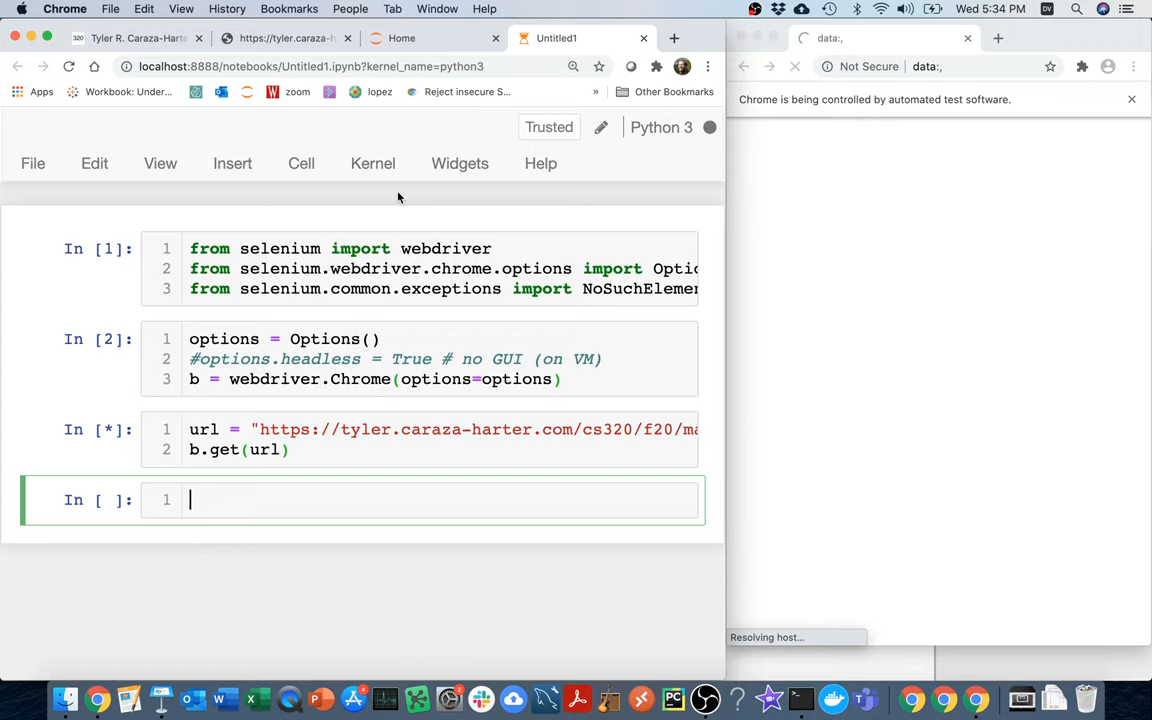 Chrome File Edit View History Bookmarks People Tab Window Help Wed 5:34 PM
320 Tyler R. Caraza-Harte https://tyler.caraza-h Home Untitled1
localhost:8888/notebooks/Untitled1.ipynb?kernel_name=python3
Apps Workbook: Under... zoom lopez Reject insecure S... » Other Bookmarks
Trusted Python 3
File Edit View Insert Cell Kernel Widgets Help
In [1]:
1 from selenium import webdriver
2 from selenium.webdriver.chrome.options import Optio
3 from selenium.common.exceptions import NoSuchElemen
In [2]:
1 options = Options()
2 #options.headless = True # no GUI (on VM)
3 b = webdriver.Chrome(options=options)
In [*]:
1 url = "https://tyler.caraza-harter.com/cs320/f20/ma
2 b.get(url)
In [ ]:
1
data:,
Not Secure data:,
Chrome is being controlled by automated test software.
Resolving host...